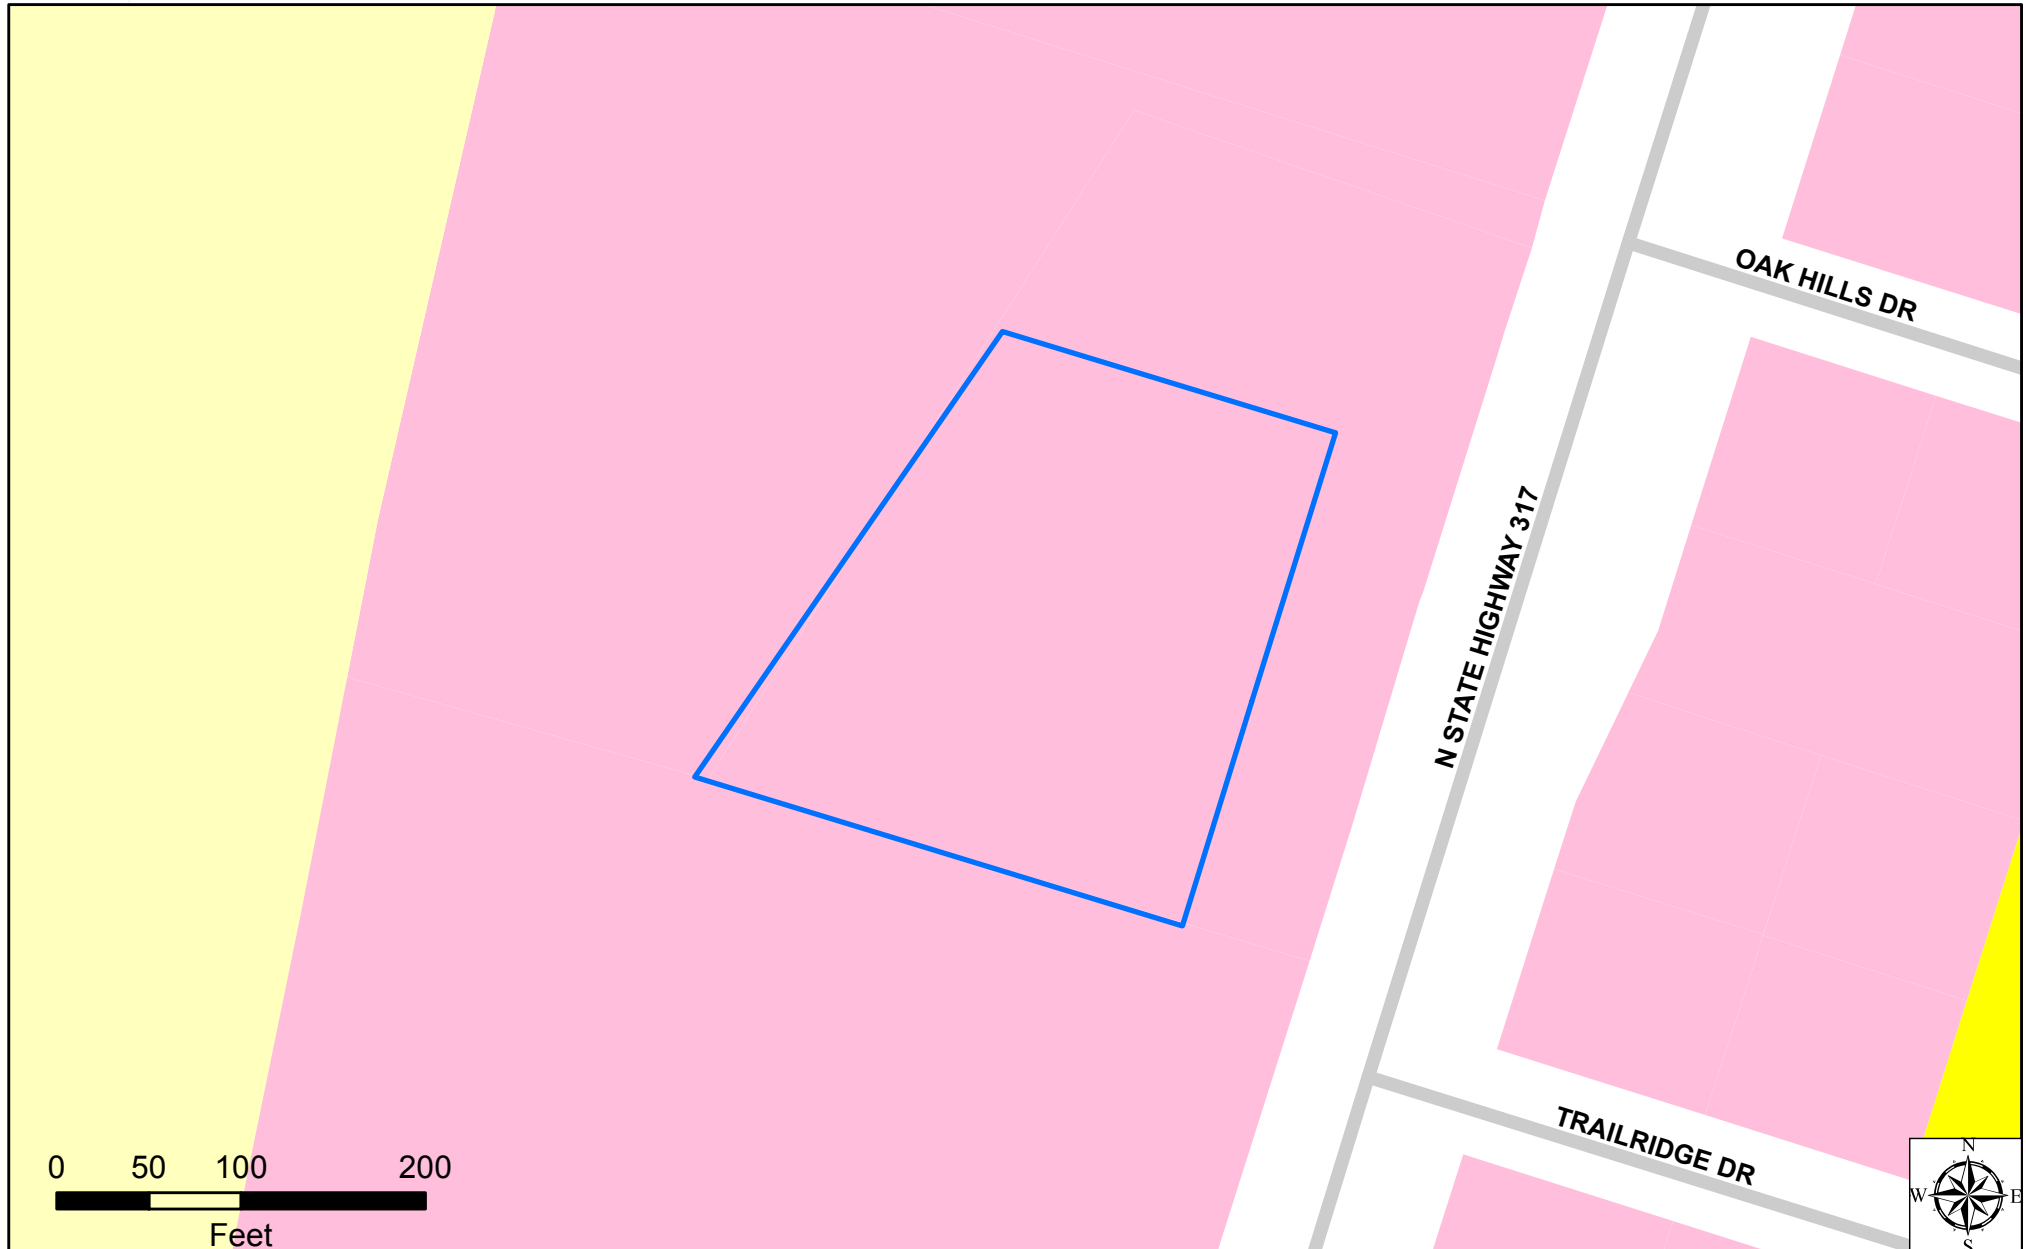 OAK HILLS DR
N STATE HIGHWAY 317
TRAILRIDGE DR
0 50 100 200
Feet
N
W E
S